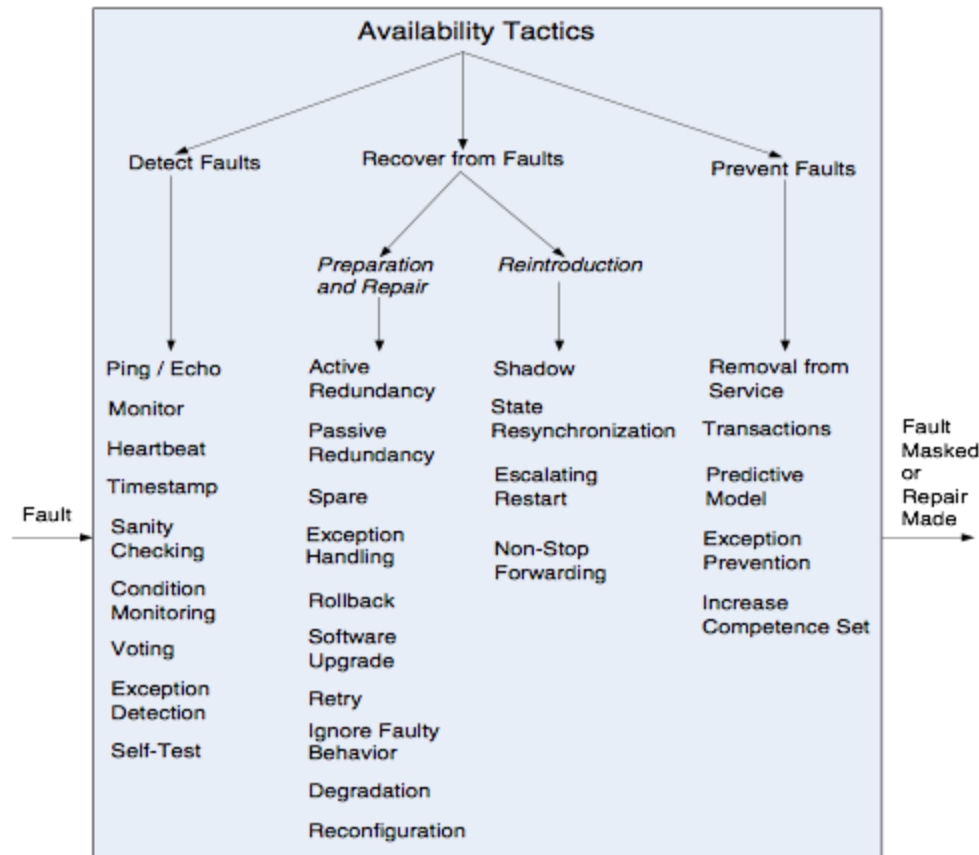 Availability Tactics
Detect Faults
Recover from Faults
Prevent Faults
Preparation
and Repair
Reintroduction
Ping / Echo
Monitor
Heartbeat
Timestamp
Sanity
Checking
Condition
Monitoring
Voting
Exception
Detection
Self-Test
Active
Redundancy
Passive
Redundancy
Spare
Exception
Handling
Rollback
Software
Upgrade
Retry
Ignore Faulty
Behavior
Degradation
Reconfiguration
Shadow
State
Resynchronization
Escalating
Restart
Non-Stop
Forwarding
Removal from
Service
Transactions
Predictive
Model
Exception
Prevention
Increase
Competence Set
Fault
Fault
Masked
or
Repair
Made